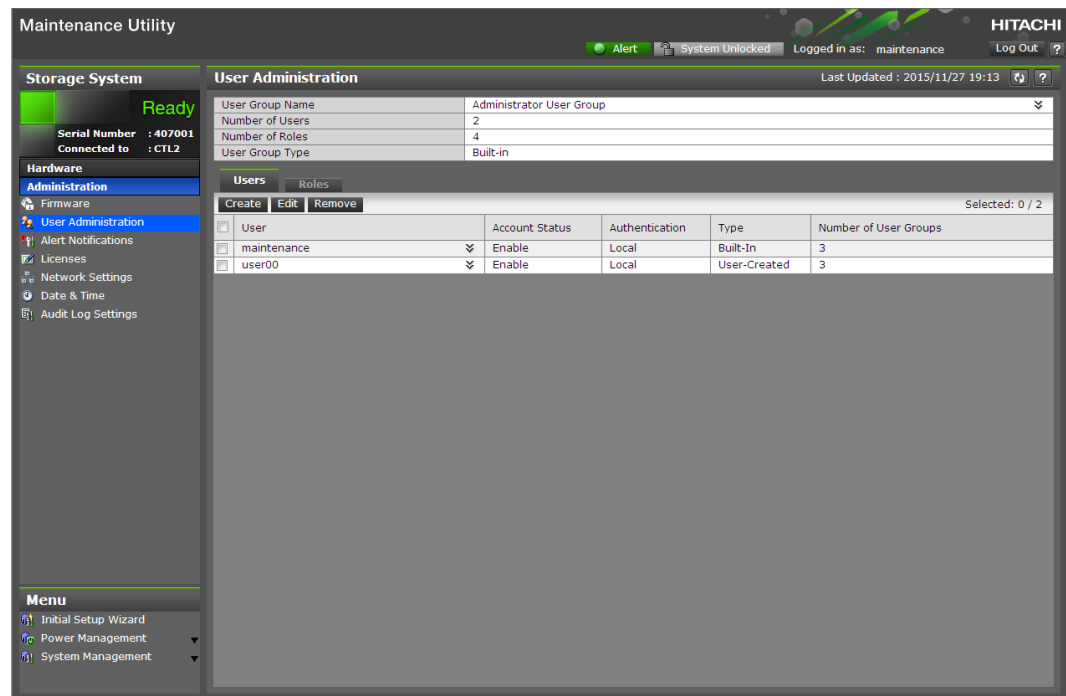 Maintenance Utility
HITACHI
Alert System Unlocked Logged in as: maintenance Log Out ?
Storage System
Ready
Serial Number : 407001
Connected to : CTL2
Hardware
Administration
Firmware
User Administration
Alert Notifications
Licenses
Network Settings
Date & Time
Audit Log Settings
Menu
Initial Setup Wizard
Power Management
System Management
User Administration Last Updated : 2015/11/27 19:13 ?
User Group Name Administrator User Group
Number of Users 2
Number of Roles 4
User Group Type Built-in
Users Roles
Create Edit Remove Selected: 0 / 2
User Account Status Authentication Type Number of User Groups
maintenance Enable Local Built-In 3
user00 Enable Local User-Created 3